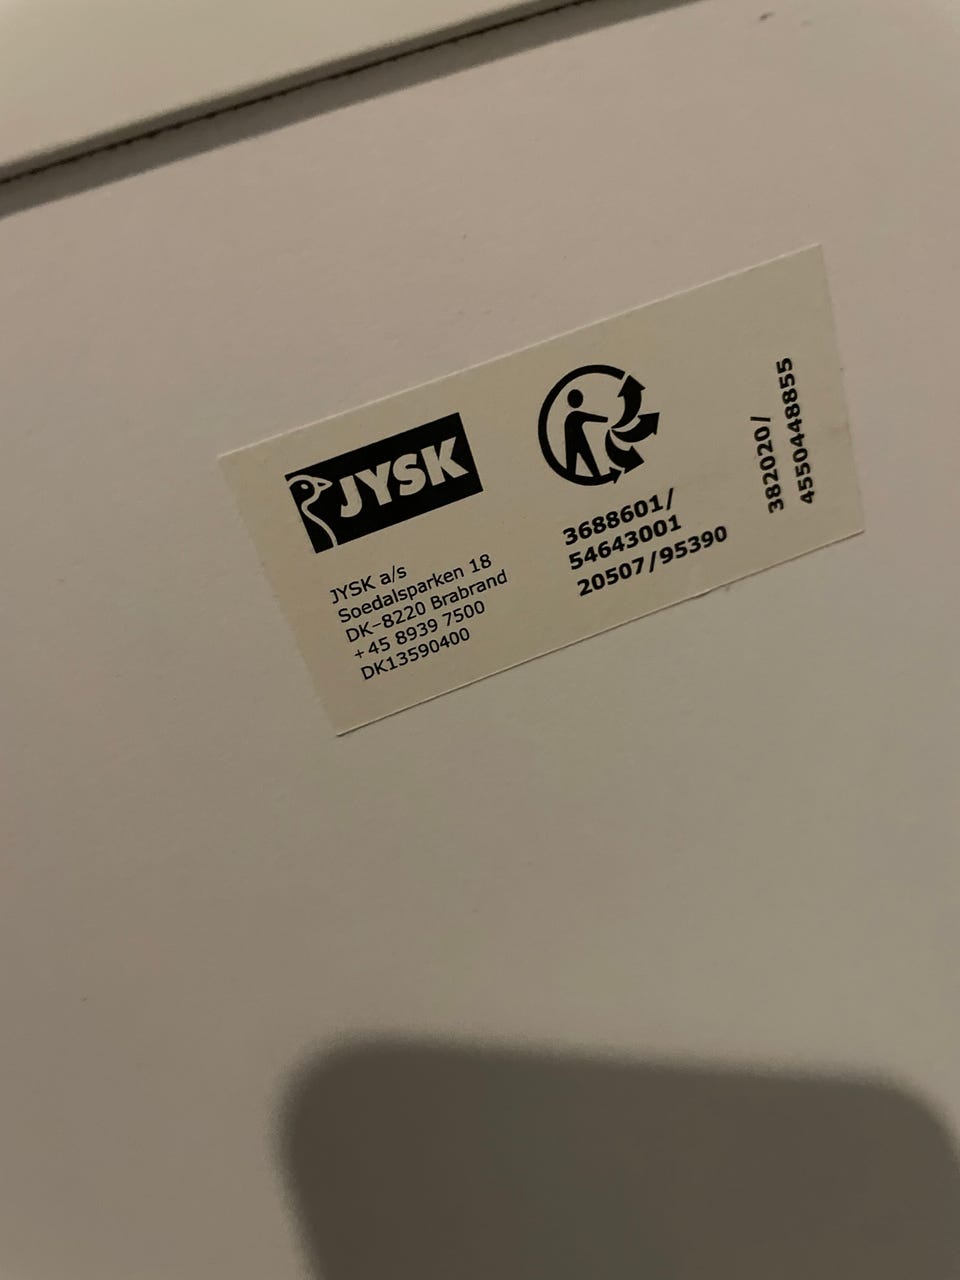 JYSK
JYSK a/s
Soedalsparken 18
DK-8220 Brabrand
+45 8939 7500
DK13590400
3688601/
54643001
20507/95390
382020/
4550448855